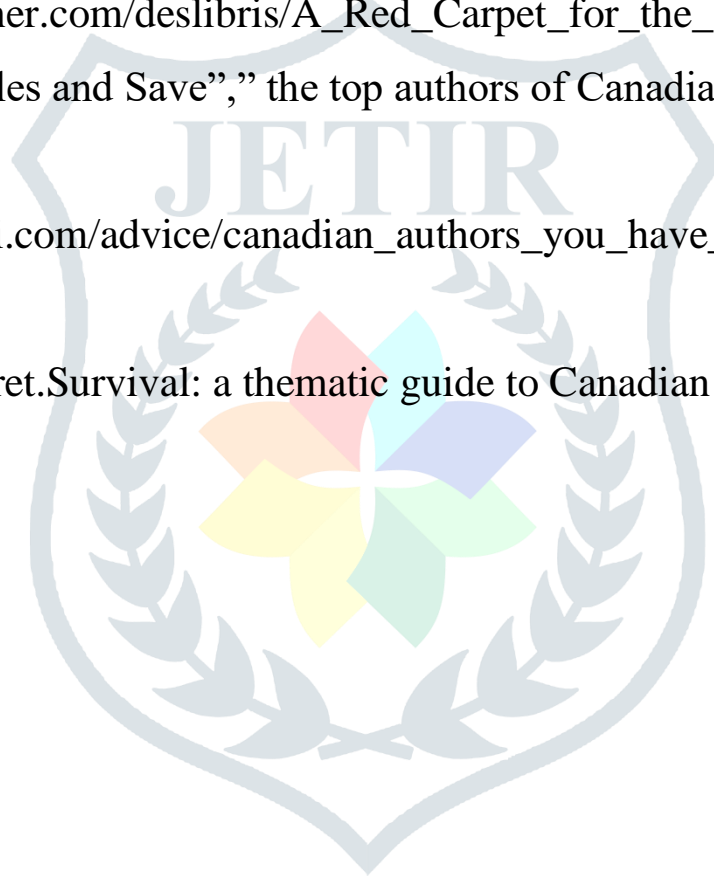 ner.com/deslibris/A_Red_Carpet_for_the_
les and Save”,” the top authors of Canadia
JETIR
.com/advice/canadian_authors_you_have_
ret.Survival: a thematic guide to Canadian